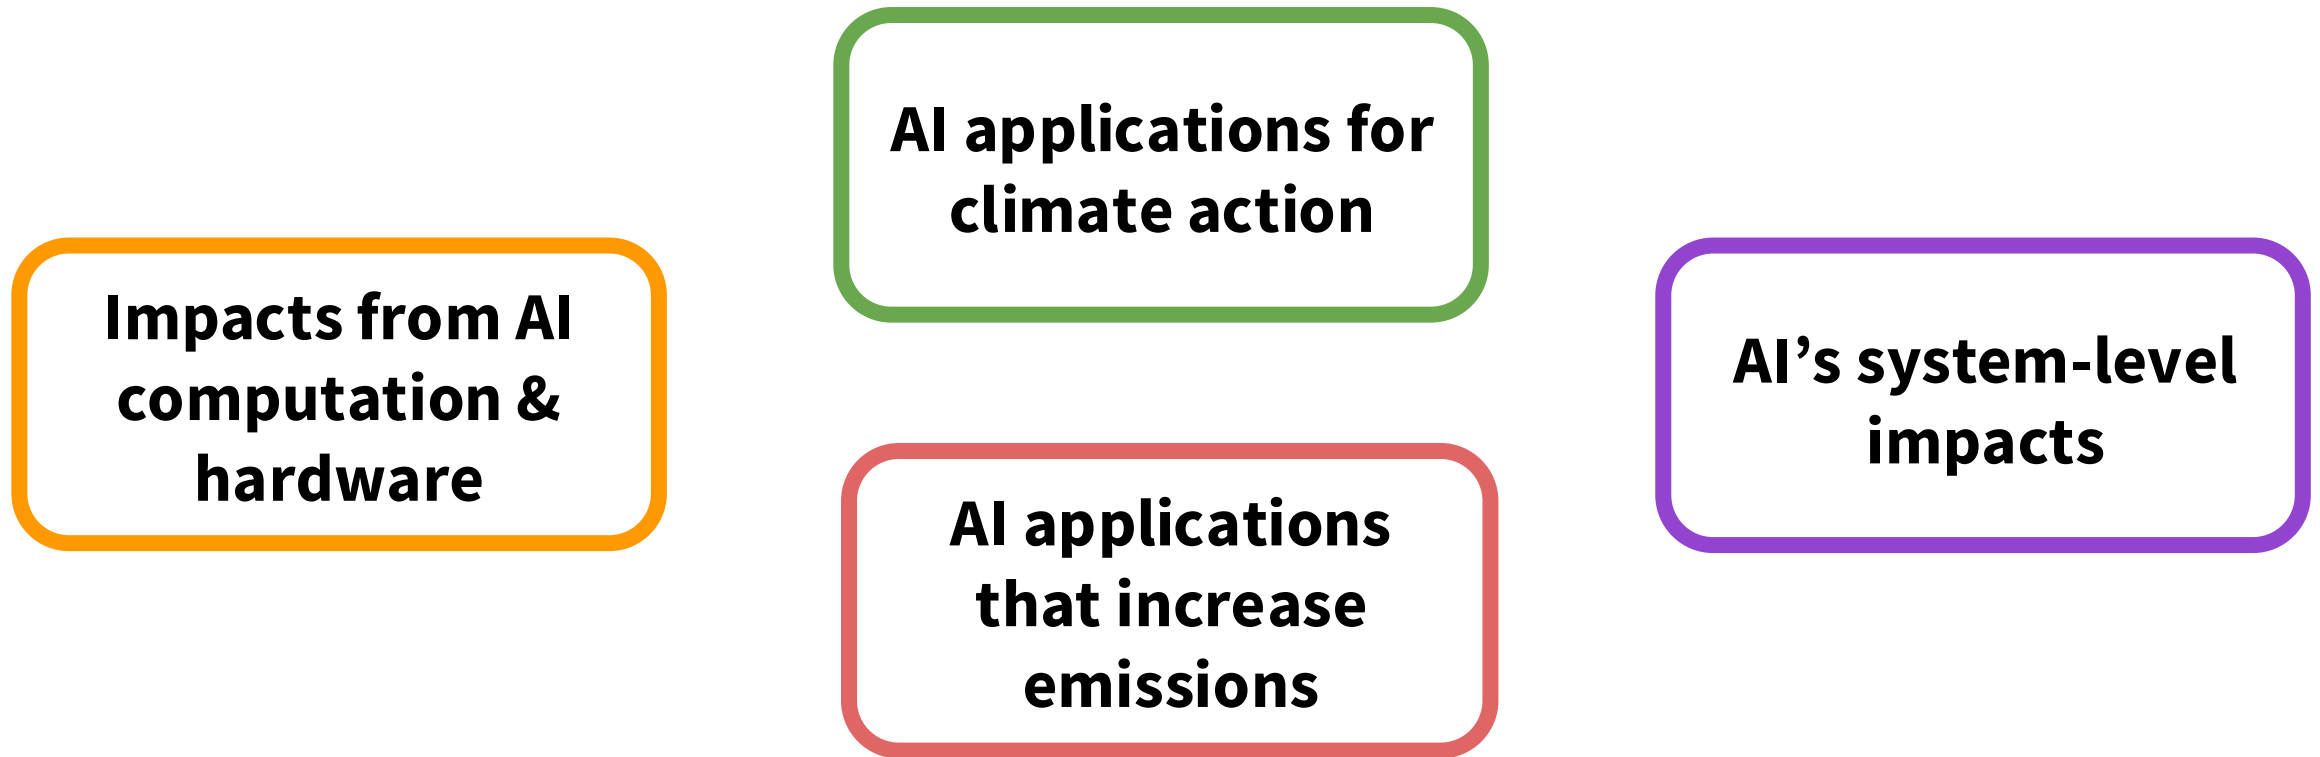 Impacts from AI
computation &
hardware
AI applications for
climate action
AI applications
that increase
emissions
AI’s system-level
impacts